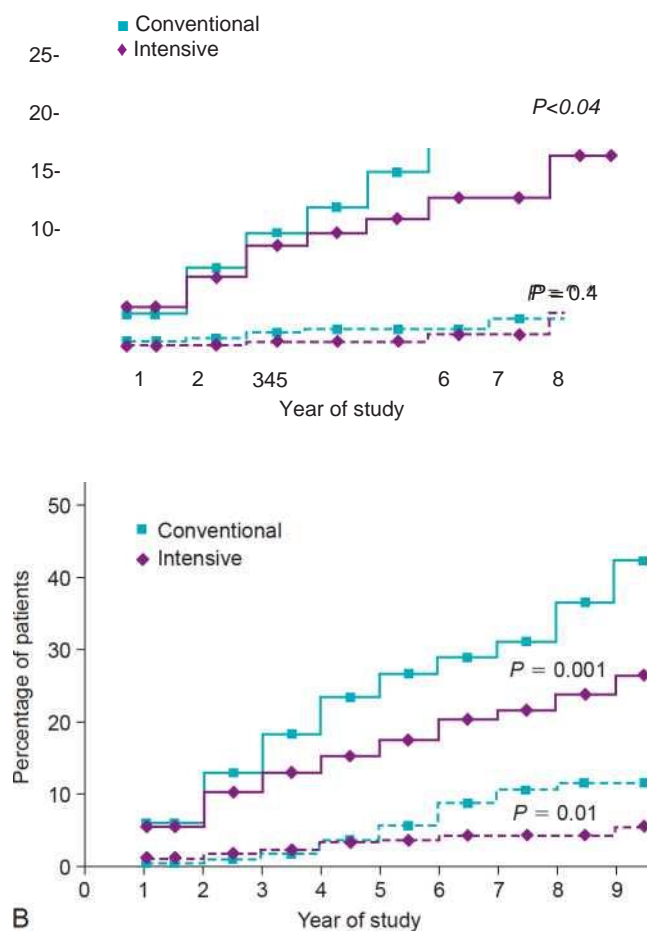 Conventional
Intensive
25-
20-
15-
10-
P<0.04
P = 0.4
1 2 345 6 7 8
Year of study
50
40
30
20
10
0
Percentage of patients
Conventional
Intensive
P = 0.001
P = 0.01
0 1 2 3 4 5 6 7 8 9
Year of study
B